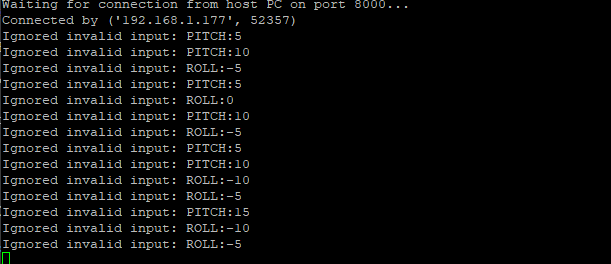 Waiting for connection from host PC on port 8000...
Connected by ('192.168.1.177', 52357)
Ignored invalid input: PITCH:5
Ignored invalid input: PITCH:10
Ignored invalid input: ROLL:-5
Ignored invalid input: PITCH:5
Ignored invalid input: ROLL:0
Ignored invalid input: PITCH:10
Ignored invalid input: ROLL:-5
Ignored invalid input: PITCH:5
Ignored invalid input: PITCH:10
Ignored invalid input: ROLL:-10
Ignored invalid input: ROLL:-5
Ignored invalid input: PITCH:15
Ignored invalid input: ROLL:-10
Ignored invalid input: ROLL:-5